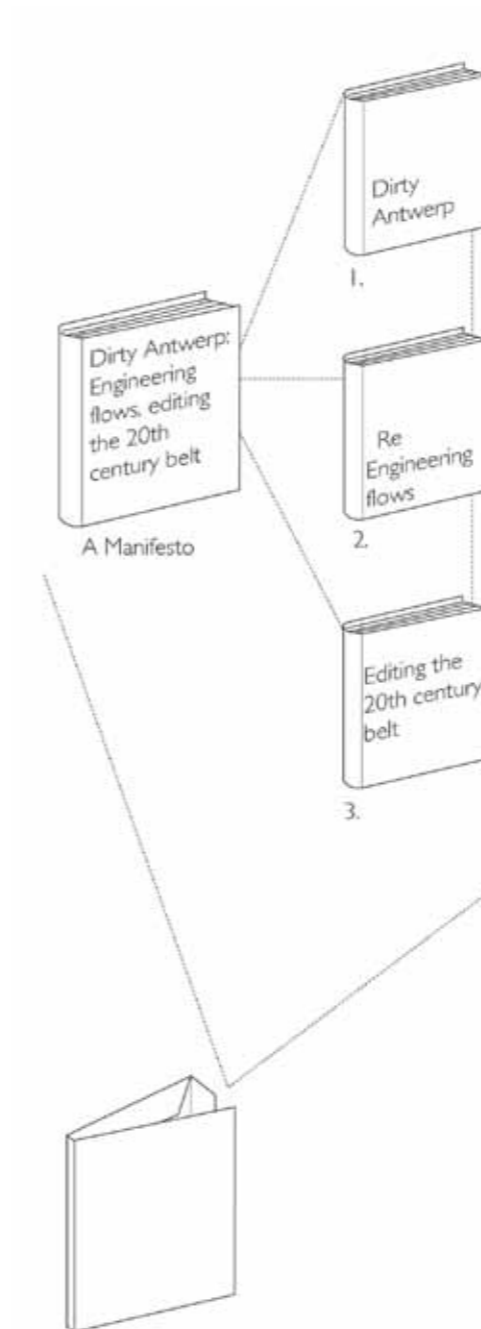 Dirty
Antwerp
1.
Dirty Antwerp:
Engineering
flows, editing
the 20th
century belt
A Manifesto
Re
Engineering
flows
2.
Editing the
20th century
belt
3.